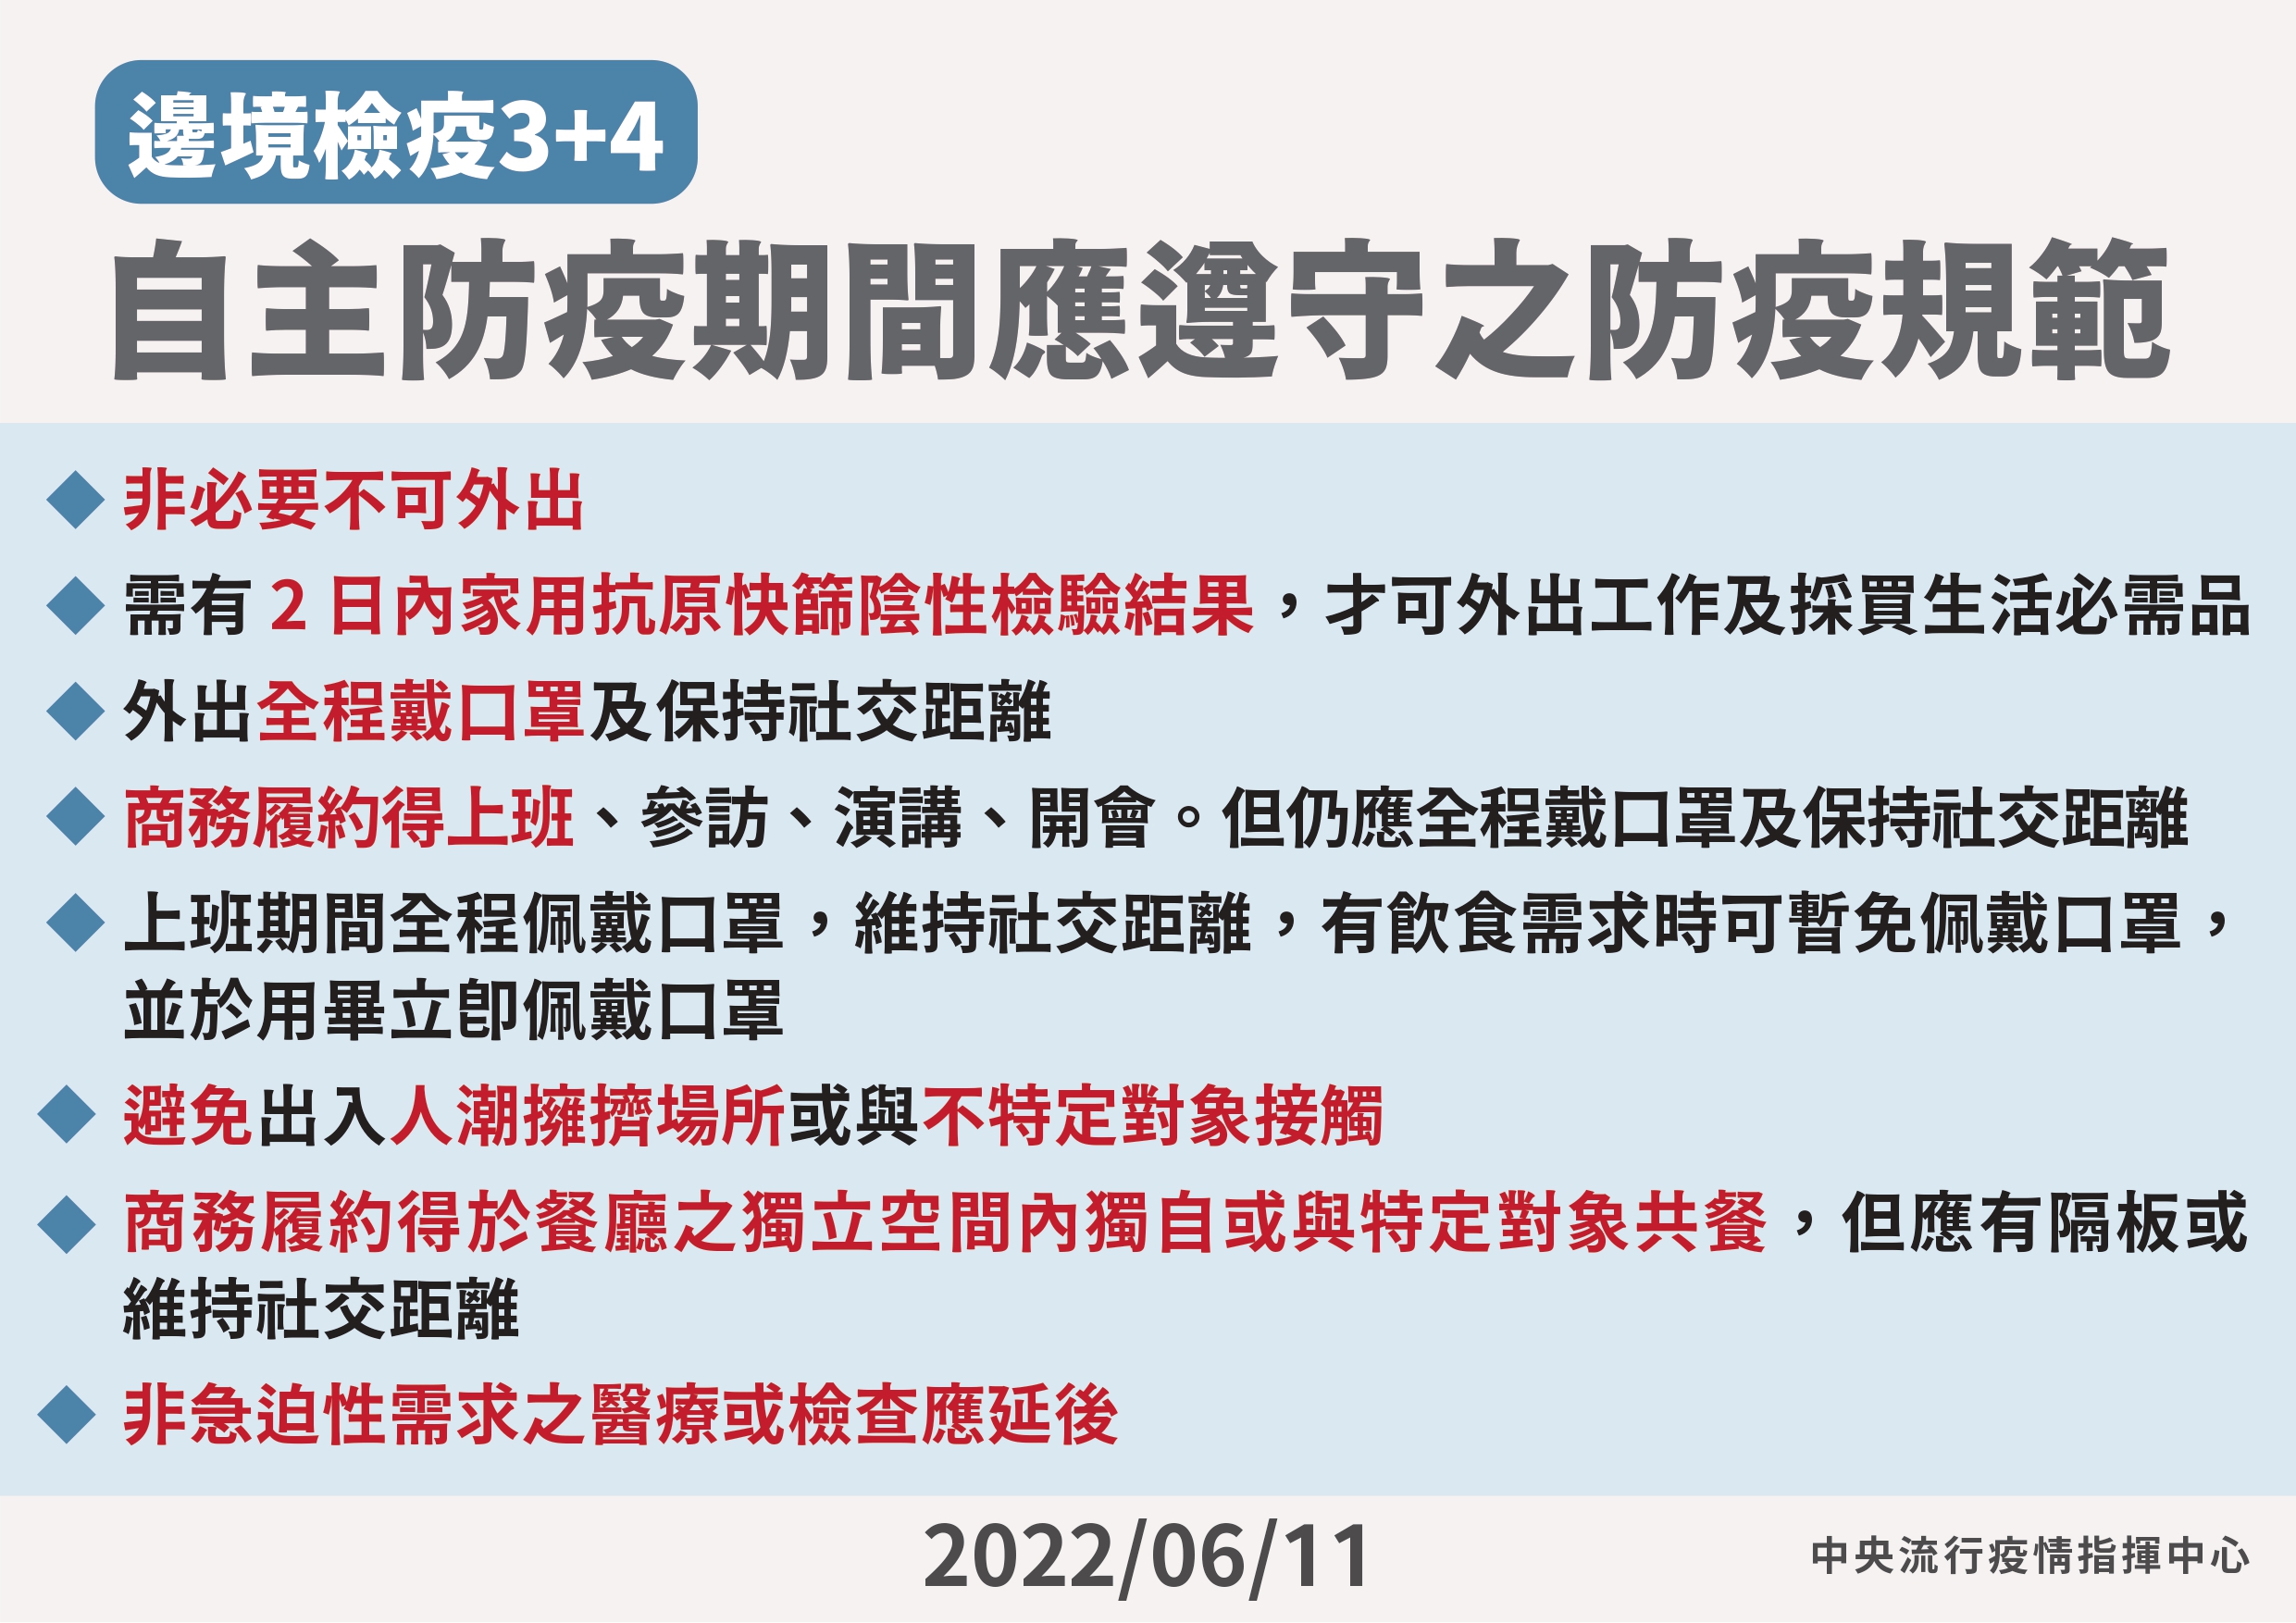 邊境檢疫3+4
自主防疫期間應遵守之防疫規範
◆ 非必要不可外出
◆ 需有 2 日內家用抗原快篩陰性檢驗結果，才可外出工作及採買生活必需品
◆ 外出全程戴口罩及保持社交距離
◆ 商務履約得上班、參訪、演講、開會。但仍應全程戴口罩及保持社交距離
◆ 上班期間全程佩戴口罩，維持社交距離，有飲食需求時可暫免佩戴口罩，
並於用畢立即佩戴口罩
◆ 避免出入人潮擁擠場所或與不特定對象接觸
◆ 商務履約得於餐廳之獨立空間內獨自或與特定對象共餐，但應有隔板或
維持社交距離
◆ 非急迫性需求之醫療或檢查應延後
2022/06/11
中央流行疫情指揮中心